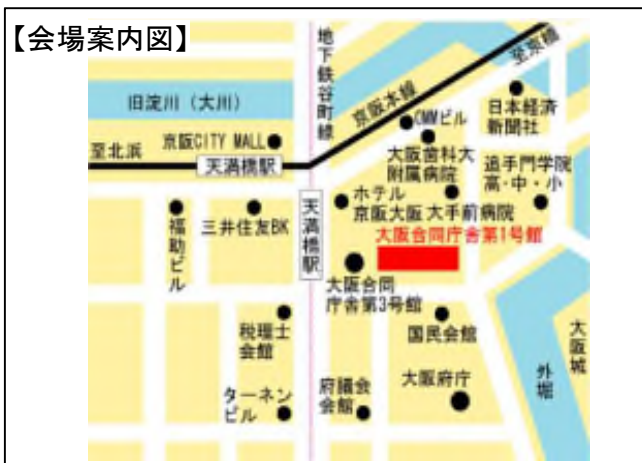 【会場案内図】
地下鉄谷町線
京阪本線
至京橋
旧淀川（大川）
京阪CITY MALL
至北浜
天満橋駅
OMMビル
日本経済
新聞社
大阪歯科大
附属病院
追手門学院
高・中・小
ホテル
京阪大阪
大手前病院
福助ビル
三井住友BK
天満橋駅
大阪合同庁舎第1号館
大阪合同
庁舎第3号館
税理士
会館
国民会館
大阪城
外堀
ターネン
ビル
府議会
会館
大阪府庁